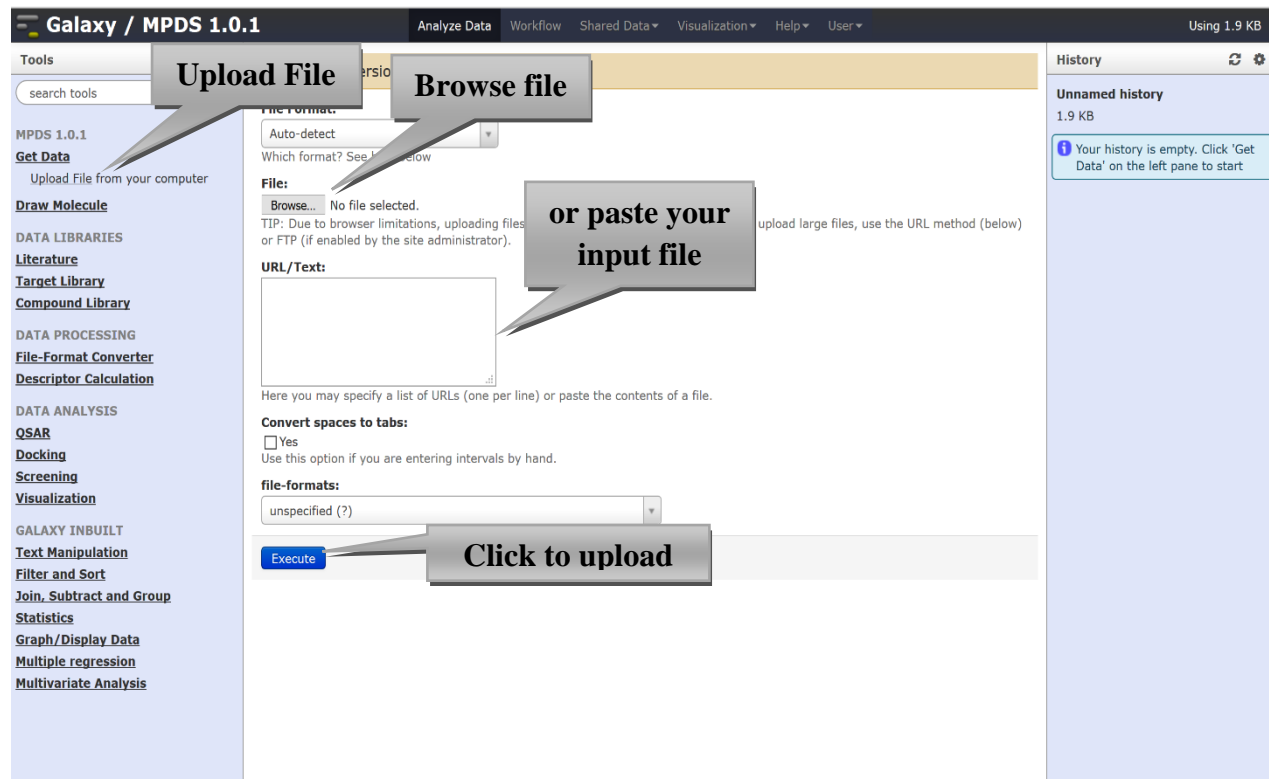 Galaxy / MPDS 1.0.1
Analyze Data Workflow Shared Data Visualization Help User
Using 1.9 KB
Tools
search tools
MPDS 1.0.1
Get Data
Upload File from your computer
Draw Molecule
DATA LIBRARIES
Literature
Target Library
Compound Library
DATA PROCESSING
File-Format Converter
Descriptor Calculation
DATA ANALYSIS
QSAR
Docking
Screening
Visualization
GALAXY INBUILT
Text Manipulation
Filter and Sort
Join, Subtract and Group
Statistics
Graph/Display Data
Multiple regression
Multivariate Analysis
Upload File
Browse file
File Format:
Auto-detect
Which format? See below
File:
Browse... No file selected.
TIP: Due to browser limitations, uploading files upload large files, use the URL method (below)
or FTP (if enabled by the site administrator).
or paste your
input file
URL/Text:
Here you may specify a list of URLs (one per line) or paste the contents of a file.
Convert spaces to tabs:
Yes
Use this option if you are entering intervals by hand.
file-formats:
unspecified (?)
Execute
Click to upload
History
Unnamed history
1.9 KB
Your history is empty. Click 'Get
Data' on the left pane to start